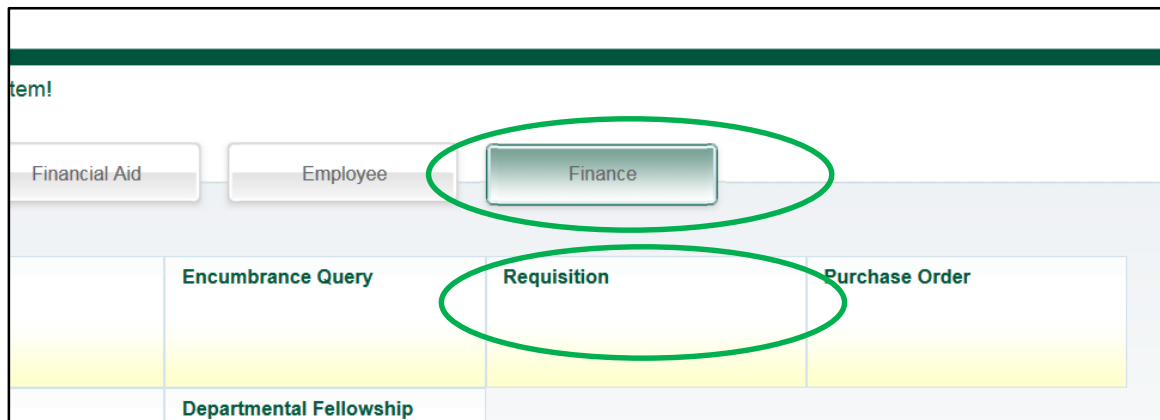 tem!
Financial Aid
Employee
Finance
Encumbrance Query
Requisition
Purchase Order
Departmental Fellowship